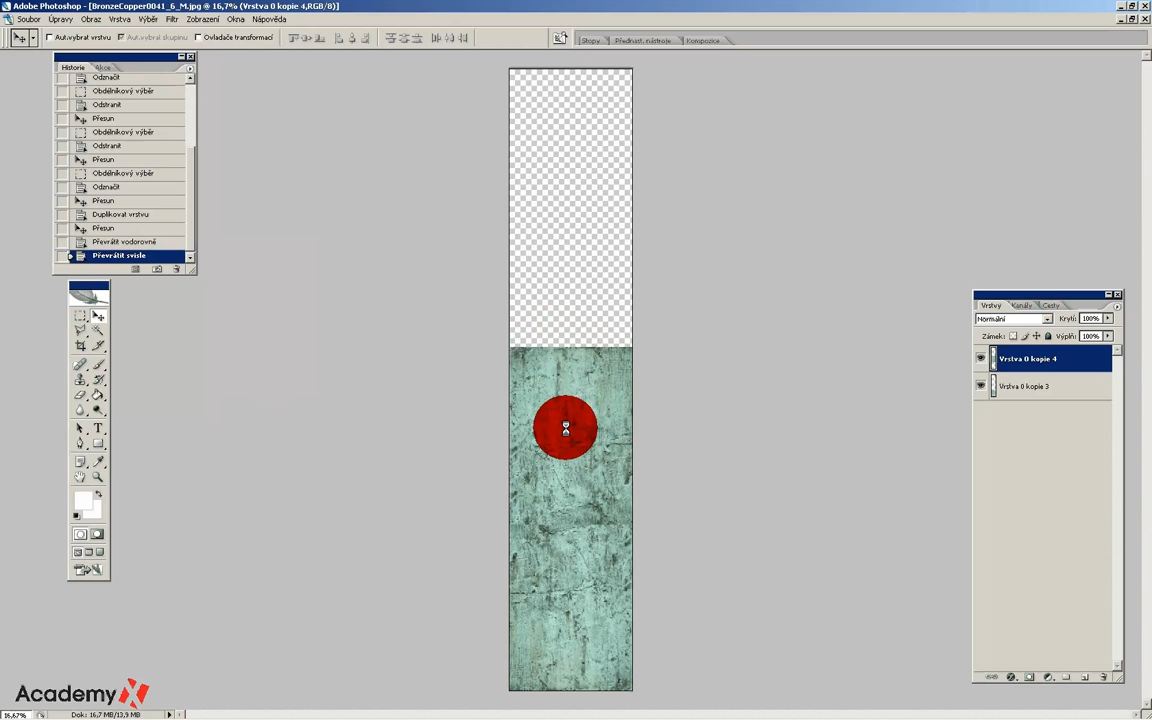 Adobe Photoshop - [BronzeCopper0041_6_M.jpg @ 16,7% (Vrstva 0 kopie 4,RGB/8)]
Soubor Úpravy Obraz Vrstva Výběr Filtr Zobrazení Okna Nápověda
Aut.vybrat vrstvu Aut.vybrat skupinu Ovladače transformací
Stopy Přednast. nástroje Kompozice
Historie Akce
Odznačit
Obdélníkový výběr
Odstranit
Přesun
Obdélníkový výběr
Odstranit
Přesun
Obdélníkový výběr
Odznačit
Přesun
Duplikovat vrstvu
Přesun
Převrátit vodorovně
Převrátit svisle
Vrstvy Kanály Cesty
Normální Krytí: 100%
Zámek: Výplň: 100%
Vrstva 0 kopie 4
Vrstva 0 kopie 3
T
Academy X
16,67% Dok: 16,7 MB/13,9 MB